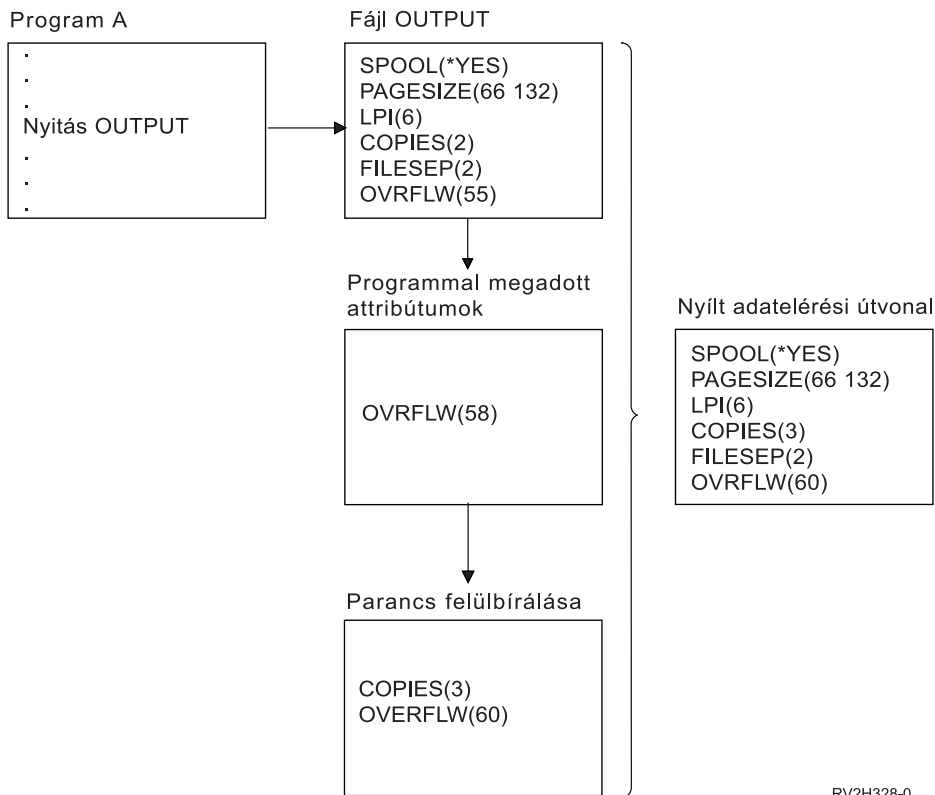 Program A
.
.
.
Nyitás OUTPUT
.
.
.
Fájl OUTPUT
SPOOL(*YES)
PAGESIZE(66 132)
LPI(6)
COPIES(2)
FILESEP(2)
OVRFLW(55)
Programmal megadott
attribútumok
OVRFLW(58)
Parancs felülbírálása
COPIES(3)
OVERFLW(60)
Nyílt adatelérési útvonal
SPOOL(*YES)
PAGESIZE(66 132)
LPI(6)
COPIES(3)
FILESEP(2)
OVRFLW(60)
RV2H328-0